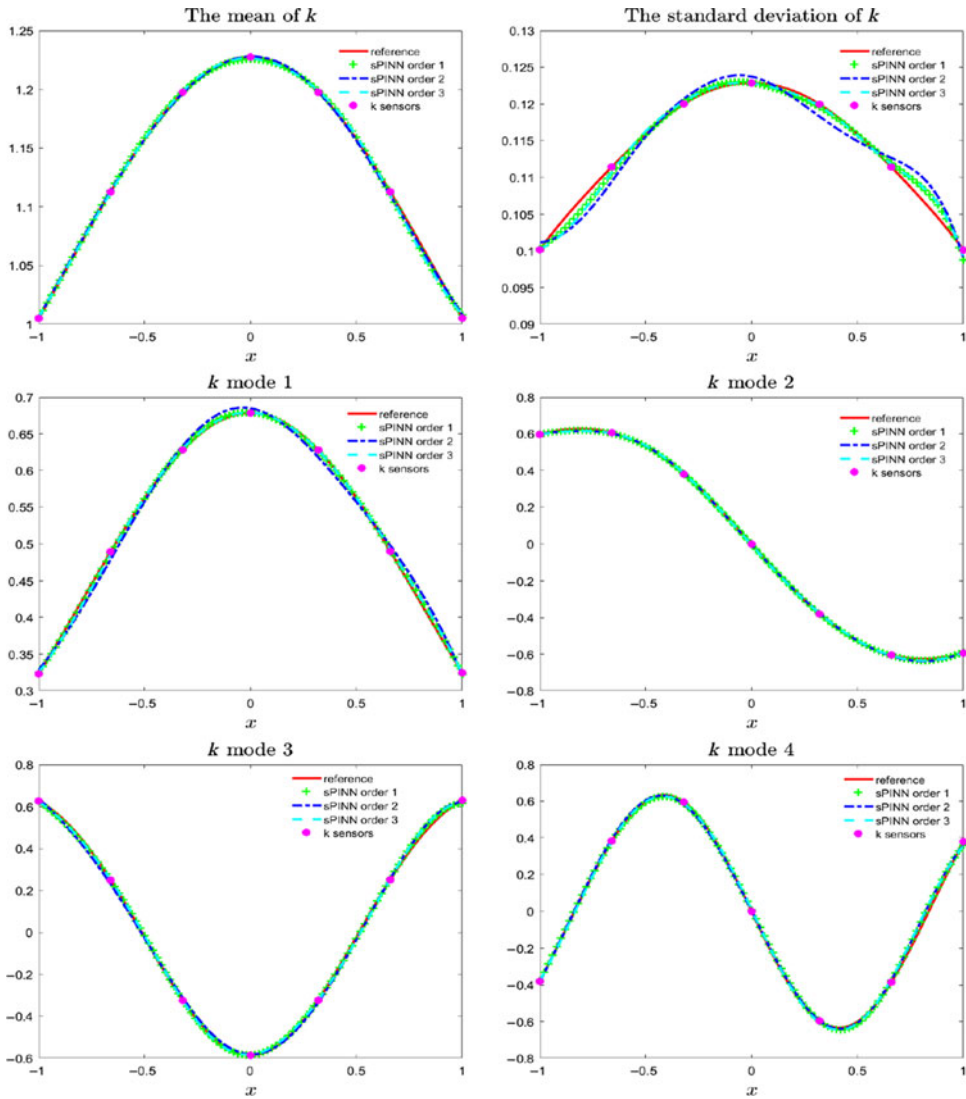 The mean of k
1.25
1.2
1.15
1.1
1.05
1
−1
−0.5
0
0.5
1
x
reference
sPINN order 1
sPINN order 2
sPINN order 3
k sensors
The standard deviation of k
0.13
0.125
0.12
0.115
0.11
0.105
0.1
0.095
0.09
−1
−0.5
0
0.5
1
x
reference
sPINN order 1
sPINN order 2
sPINN order 3
k sensors
k mode 1
0.7
0.65
0.6
0.55
0.5
0.45
0.4
0.35
0.3
−1
−0.5
0
0.5
1
x
reference
sPINN order 1
sPINN order 2
sPINN order 3
k sensors
k mode 2
0.8
0.6
0.4
0.2
0
−0.2
−0.4
−0.6
−0.8
−1
−0.5
0
0.5
1
x
reference
sPINN order 1
sPINN order 2
sPINN order 3
k sensors
k mode 3
0.8
0.6
0.4
0.2
0
−0.2
−0.4
−0.6
−1
−0.5
0
0.5
1
x
reference
sPINN order 1
sPINN order 2
sPINN order 3
k sensors
k mode 4
0.8
0.6
0.4
0.2
0
−0.2
−0.4
−0.6
−0.8
−1
−0.5
0
0.5
1
x
reference
sPINN order 1
sPINN order 2
sPINN order 3
k sensors